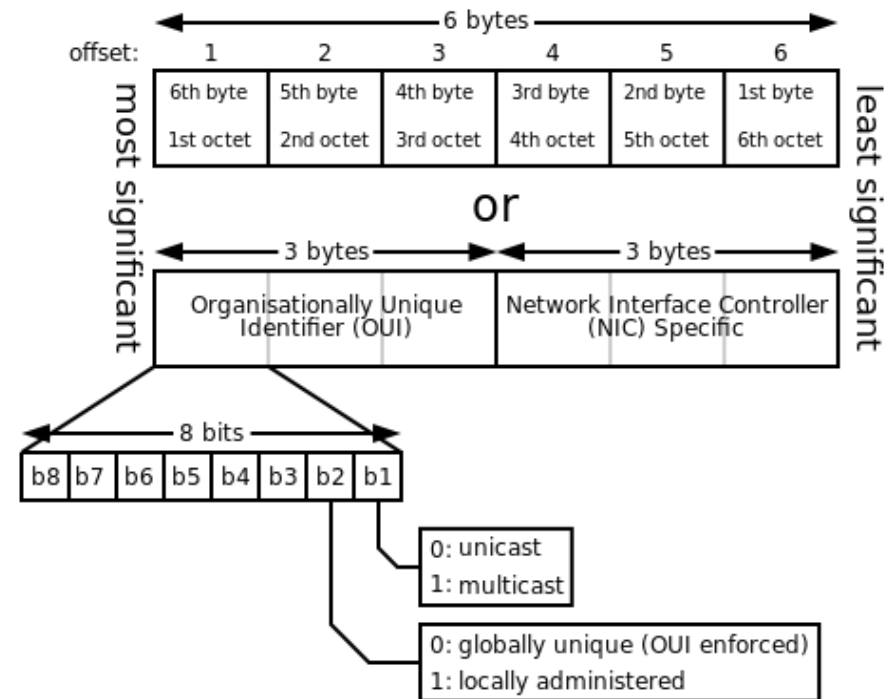 6 bytes
offset: 1 2 3 4 5 6
6th byte 5th byte 4th byte 3rd byte 2nd byte 1st byte
1st octet 2nd octet 3rd octet 4th octet 5th octet 6th octet
most significant
least significant
or
3 bytes 3 bytes
Organisationally Unique
Identifier (OUI)
Network Interface Controller
(NIC) Specific
8 bits
b8 b7 b6 b5 b4 b3 b2 b1
0: unicast
1: multicast
0: globally unique (OUI enforced)
1: locally administered